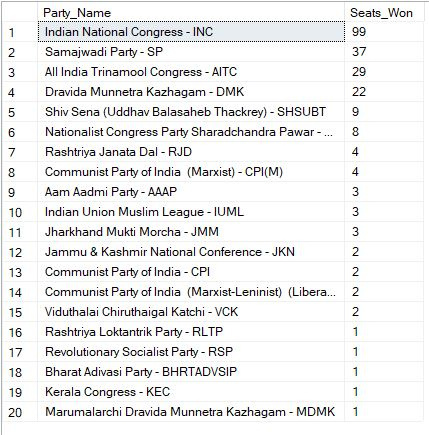 Party_Name Seats_Won
1 Indian National Congress - INC 99
2 Samajwadi Party - SP 37
3 All India Trinamool Congress - AITC 29
4 Dravida Munnetra Kazhagam - DMK 22
5 Shiv Sena (Uddhav Balasaheb Thackrey) - SHSUBT 9
6 Nationalist Congress Party Sharadchandra Pawar - ... 8
7 Rashtriya Janata Dal - RJD 4
8 Communist Party of India (Marxist) - CPI(M) 4
9 Aam Aadmi Party - AAAP 3
10 Indian Union Muslim League - IUML 3
11 Jharkhand Mukti Morcha - JMM 3
12 Jammu & Kashmir National Conference - JKN 2
13 Communist Party of India - CPI 2
14 Communist Party of India (Marxist-Leninist) (Libera... 2
15 Viduthalai Chiruthaigal Katchi - VCK 2
16 Rashtriya Loktantrik Party - RLTP 1
17 Revolutionary Socialist Party - RSP 1
18 Bharat Adivasi Party - BHRTADVSIP 1
19 Kerala Congress - KEC 1
20 Marumalarchi Dravida Munnetra Kazhagam - MDMK 1